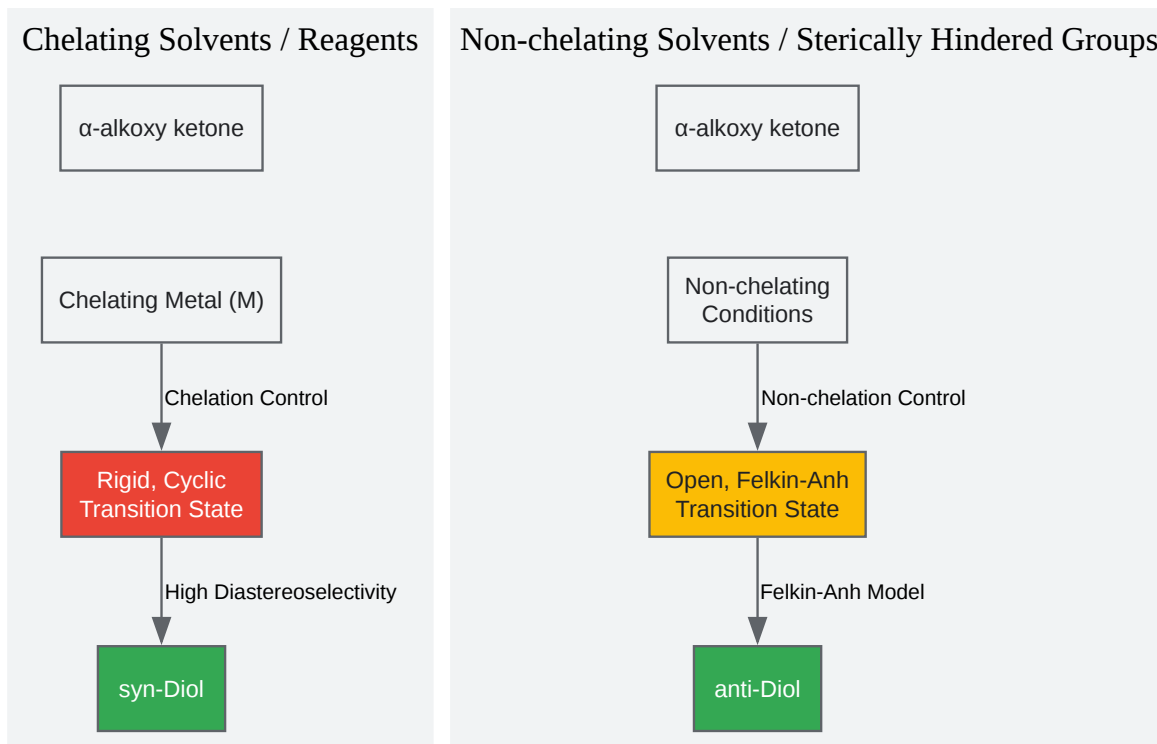 Chelating Solvents / Reagents
α-alkoxy ketone
Chelating Metal (M)
Chelation Control
Rigid, Cyclic
Transition State
High Diastereoselectivity
syn-Diol
Non-chelating Solvents / Sterically Hindered Groups
α-alkoxy ketone
Non-chelating
Conditions
Non-chelation Control
Open, Felkin-Anh
Transition State
Felkin-Anh Model
anti-Diol